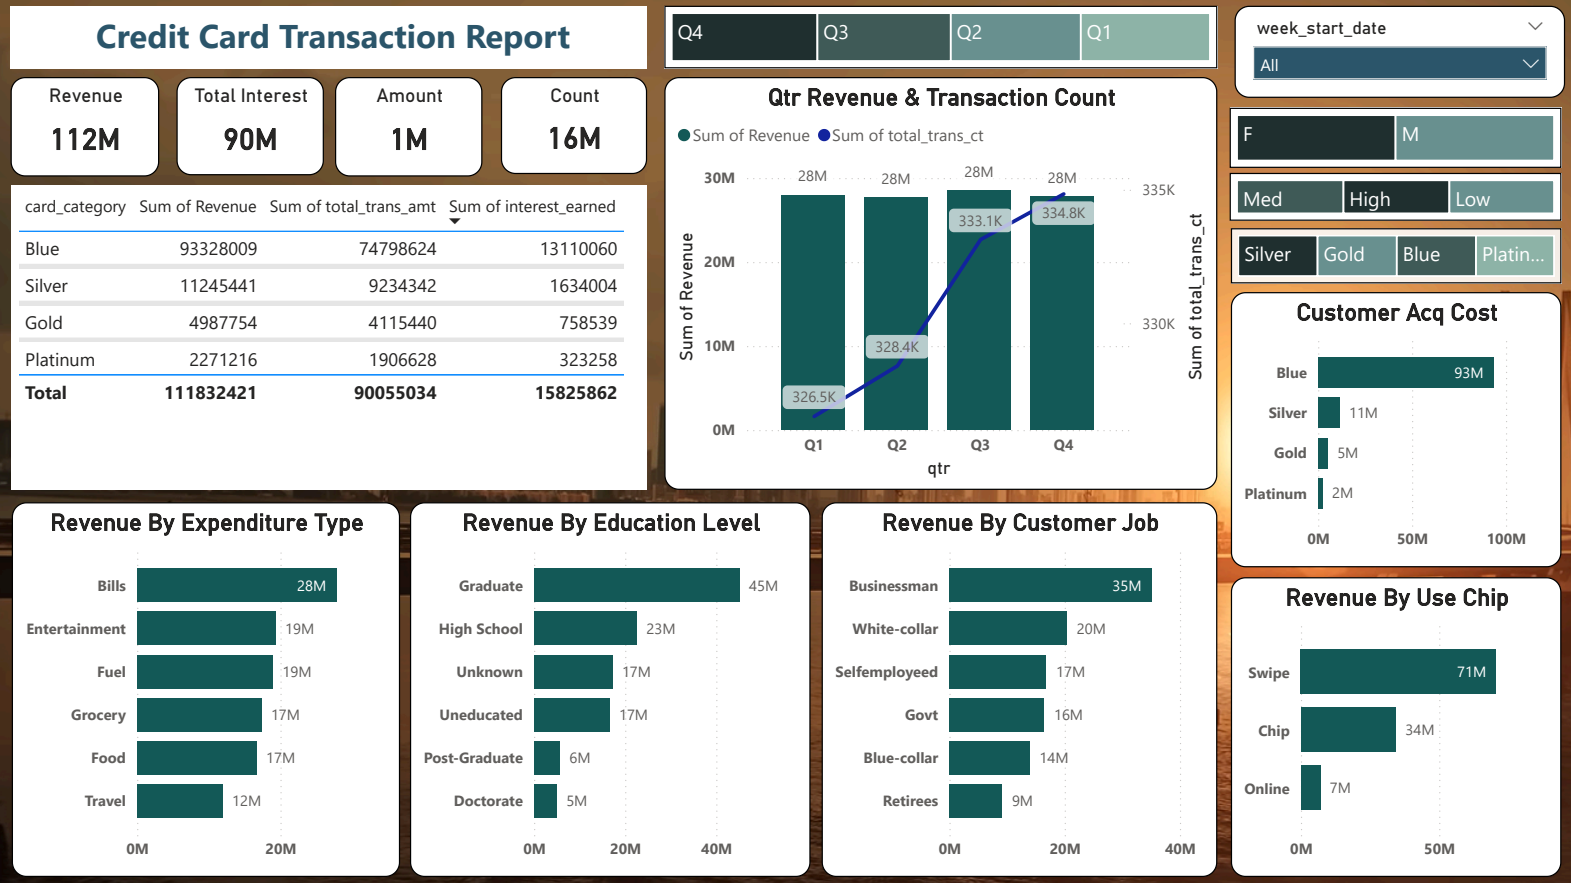 Credit Card Transaction Report
Q4 Q3 Q2 Q1
week_start_date
All
F M
Med High Low
Silver Gold Blue Platin...
Revenue
112M
Total Interest
90M
Amount
1M
Count
16M
card_category Sum of Revenue Sum of total_trans_amt Sum of interest_earned
Blue 93328009 74798624 13110060
Silver 11245441 9234342 1634004
Gold 4987754 4115440 758539
Platinum 2271216 1906628 323258
Total 111832421 90055034 15825862
Qtr Revenue & Transaction Count
Sum of Revenue Sum of total_trans_ct
Sum of Revenue
30M
20M
10M
0M
28M 28M 28M 28M
326.5K 328.4K 333.1K 334.8K
335K
330K
Sum of total_trans_ct
Q1 Q2 Q3 Q4
qtr
Customer Acq Cost
Blue 93M
Silver 11M
Gold 5M
Platinum 2M
0M 50M 100M
Revenue By Expenditure Type
Bills 28M
Entertainment 19M
Fuel 19M
Grocery 17M
Food 17M
Travel 12M
0M 20M
Revenue By Education Level
Graduate 45M
High School 23M
Unknown 17M
Uneducated 17M
Post-Graduate 6M
Doctorate 5M
0M 20M 40M
Revenue By Customer Job
Businessman 35M
White-collar 20M
Selfemployeed 17M
Govt 16M
Blue-collar 14M
Retirees 9M
0M 20M 40M
Revenue By Use Chip
Swipe 71M
Chip 34M
Online 7M
0M 50M